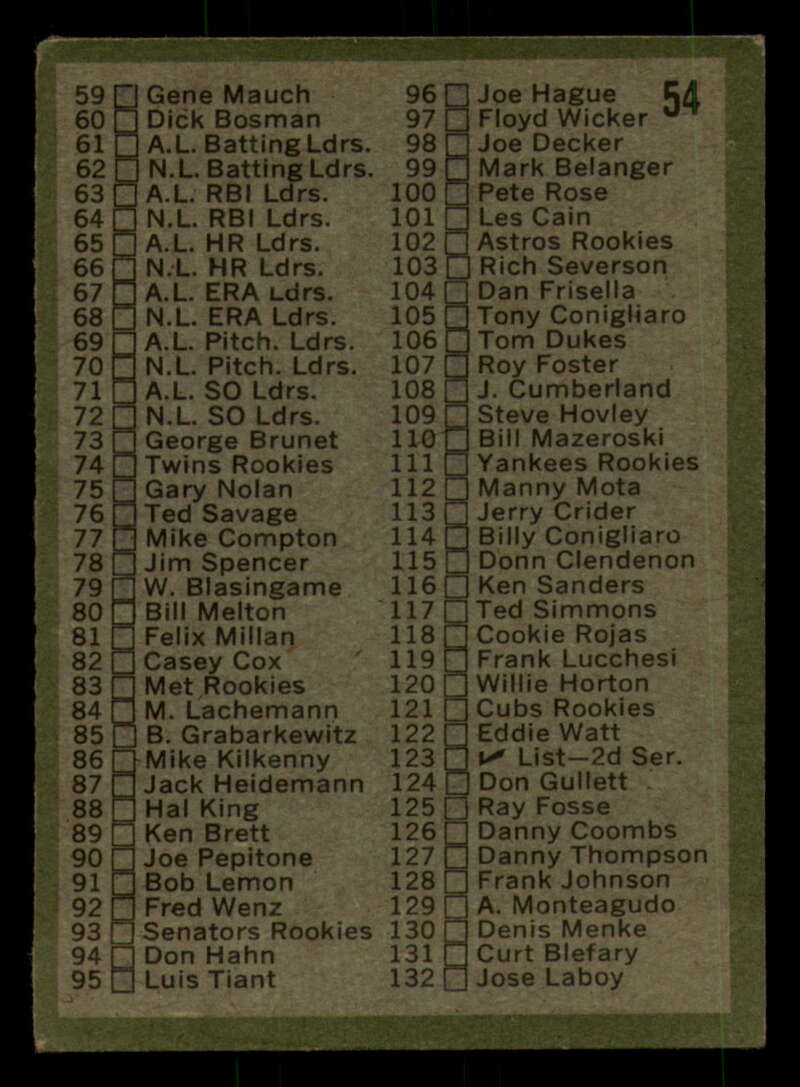 54
59 Gene Mauch
60 Dick Bosman
61 A.L. Batting Ldrs.
62 N.L. Batting Ldrs.
63 A.L. RBI Ldrs.
64 N.L. RBI Ldrs.
65 A.L. HR Ldrs.
66 N.L. HR Ldrs.
67 A.L. ERA Ldrs.
68 N.L. ERA Ldrs.
69 A.L. Pitch. Ldrs.
70 N.L. Pitch. Ldrs.
71 A.L. SO Ldrs.
72 N.L. SO Ldrs.
73 George Brunet
74 Twins Rookies
75 Gary Nolan
76 Ted Savage
77 Mike Compton
78 Jim Spencer
79 W. Blasingame
80 Bill Melton
81 Felix Millan
82 Casey Cox
83 Met Rookies
84 M. Lachemann
85 B. Grabarkewitz
86 Mike Kilkenny
87 Jack Heidemann
88 Hal King
89 Ken Brett
90 Joe Pepitone
91 Bob Lemon
92 Fred Wenz
93 Senators Rookies
94 Don Hahn
95 Luis Tiant
96 Joe Hague
97 Floyd Wicker
98 Joe Decker
99 Mark Belanger
100 Pete Rose
101 Les Cain
102 Astros Rookies
103 Rich Severson
104 Dan Frisella
105 Tony Conigliaro
106 Tom Dukes
107 Roy Foster
108 J. Cumberland
109 Steve Hovley
110 Bill Mazeroski
111 Yankees Rookies
112 Manny Mota
113 Jerry Crider
114 Billy Conigliaro
115 Donn Clendenon
116 Ken Sanders
117 Ted Simmons
118 Cookie Rojas
119 Frank Lucchesi
120 Willie Horton
121 Cubs Rookies
122 Eddie Watt
123 ✔ List—2d Ser.
124 Don Gullett
125 Ray Fosse
126 Danny Coombs
127 Danny Thompson
128 Frank Johnson
129 A. Monteagudo
130 Denis Menke
131 Curt Blefary
132 Jose Laboy